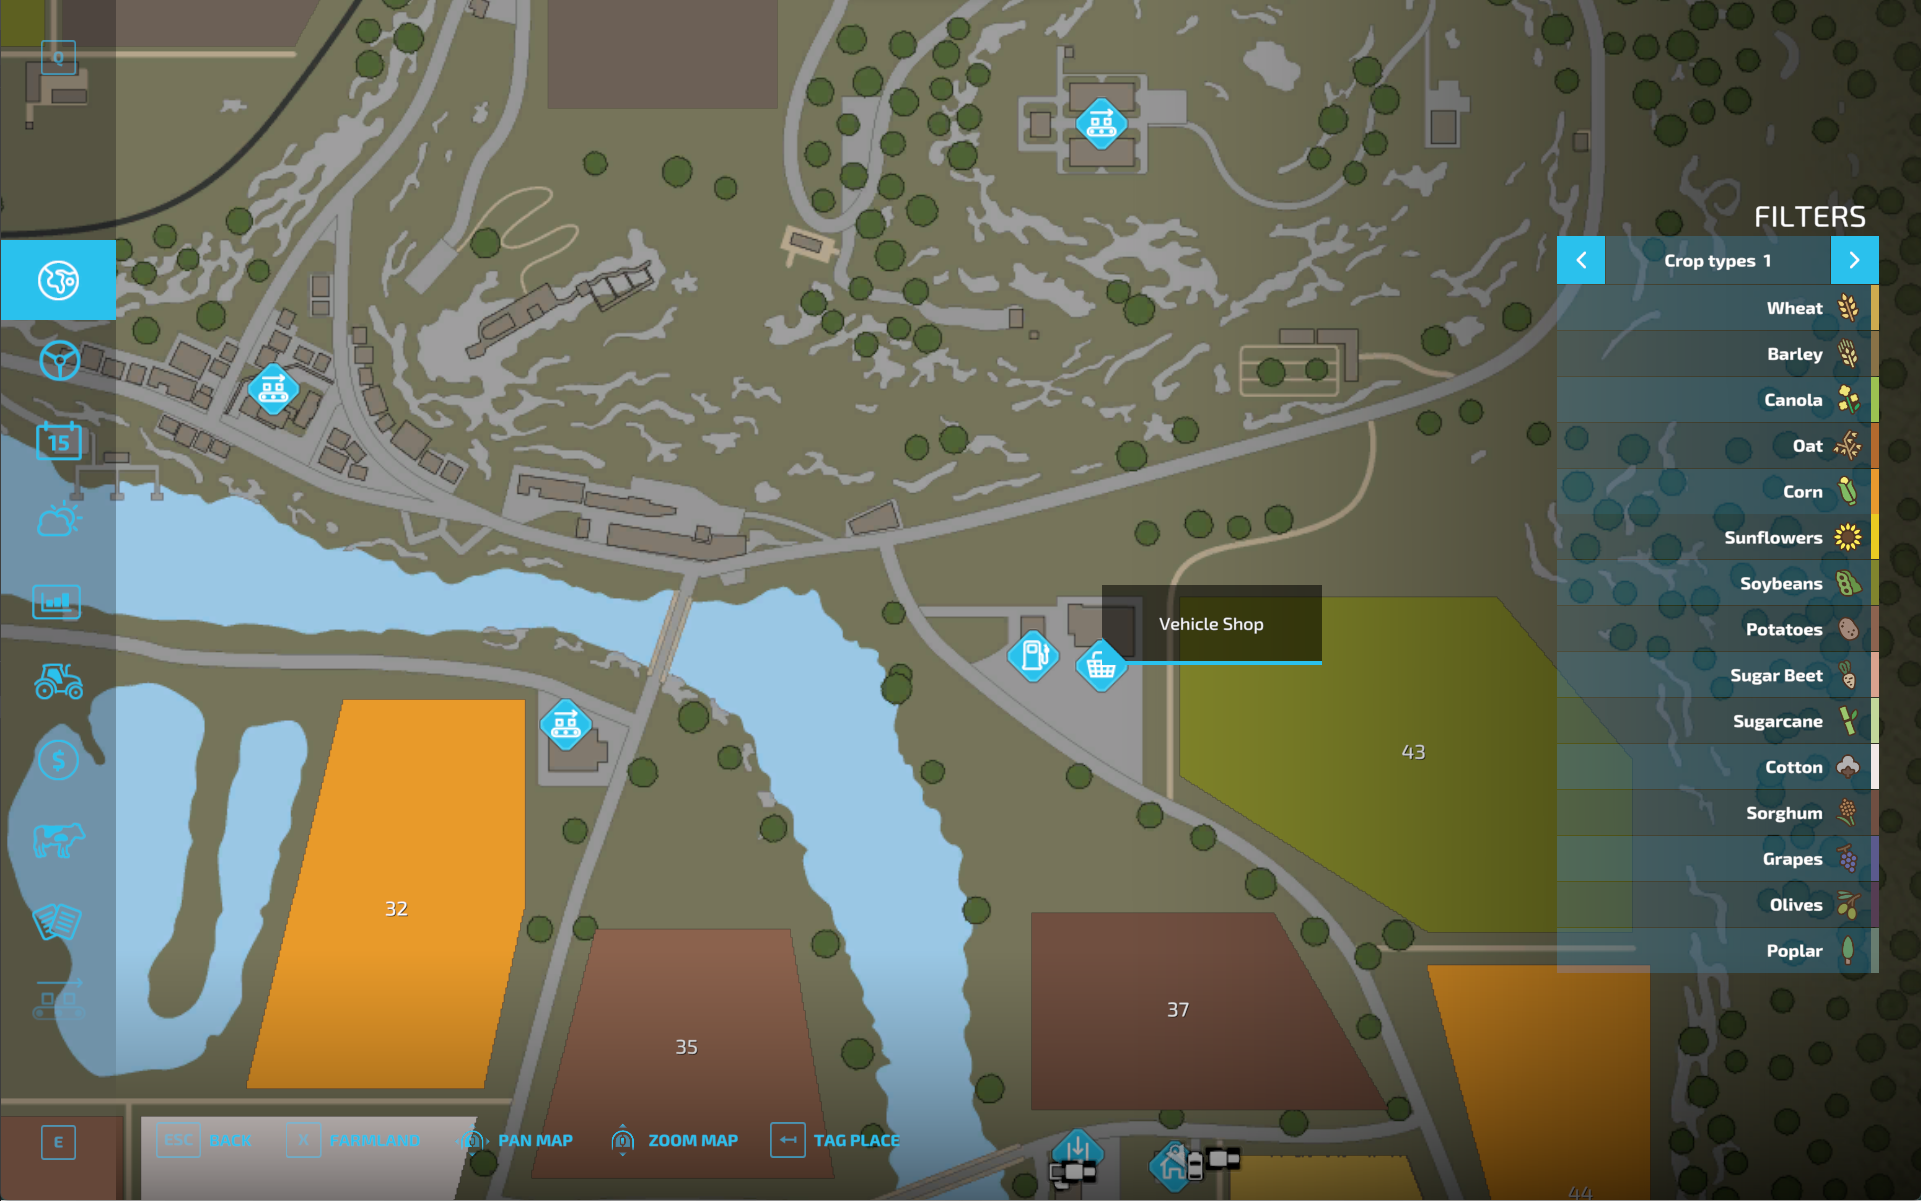 Q
FILTERS
Crop types 1
Wheat
Barley
Canola
Oat
15
Corn
Sunflowers
Soybeans
Vehicle Shop
Potatoes
Sugar Beet
Sugarcane
43
$
Cotton
Sorghum
Grapes
32
Olives
Poplar
37
35
E
ESC BACK
X FARMLAND
PAN MAP
ZOOM MAP
TAG PLACE
44